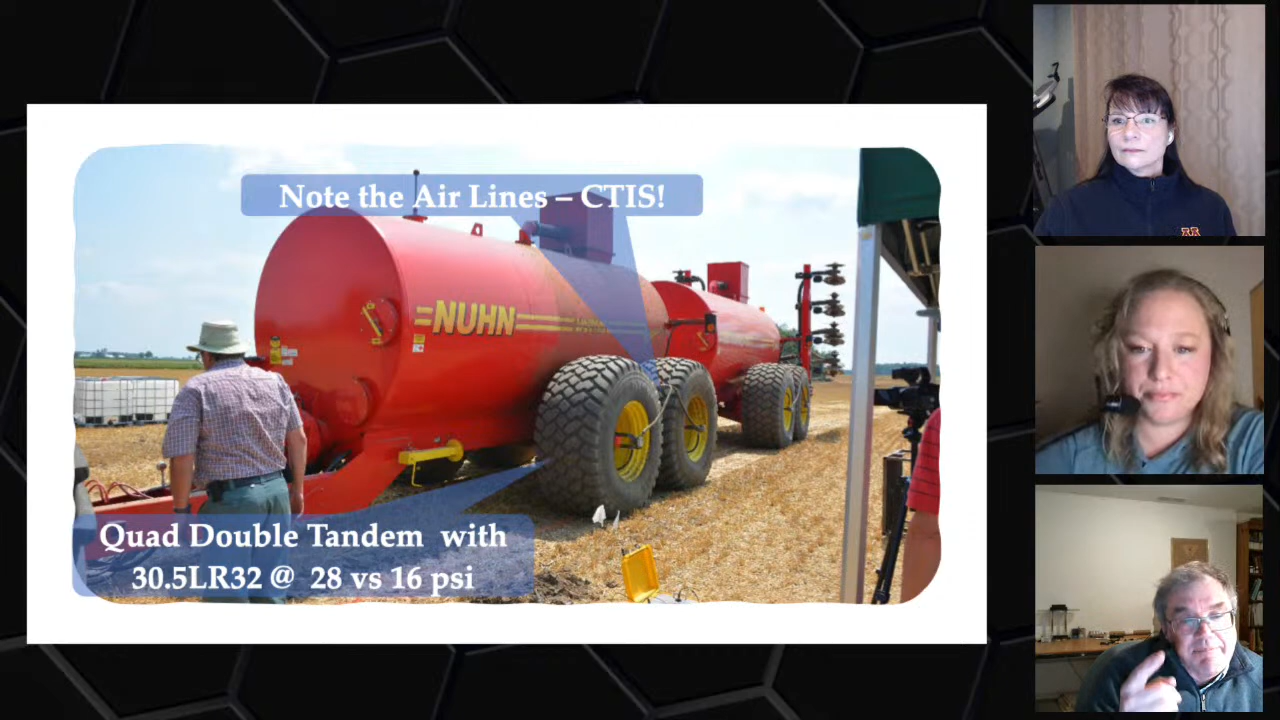 Note the Air Lines – CTIS!
NUHN
Quad Double Tandem with
30.5LR32 @ 28 vs 16 psi